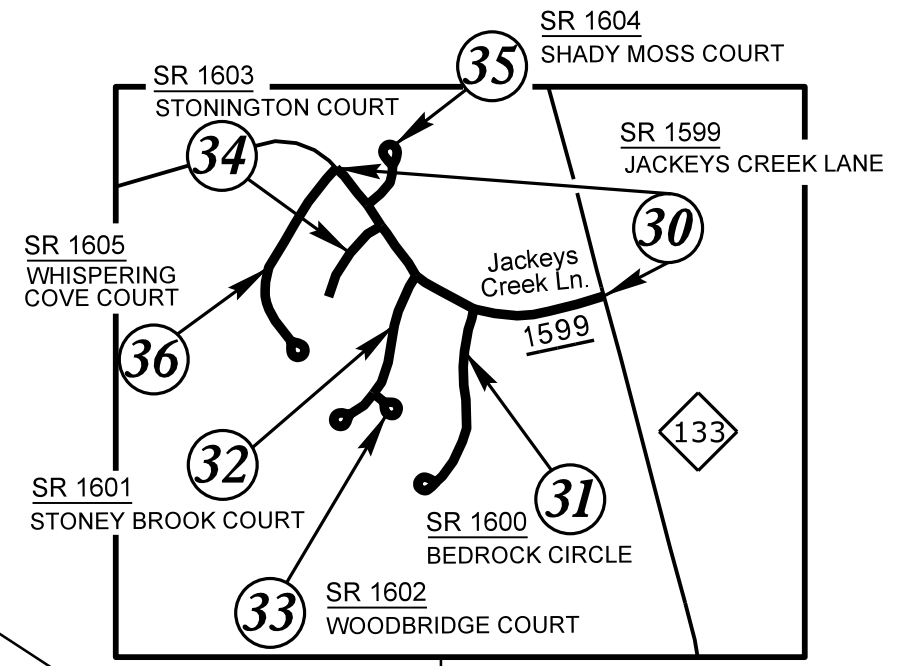 SR 1604
SHADY MOSS COURT
35
SR 1603
STONINGTON COURT
34
SR 1599
JACKEYS CREEK LANE
30
SR 1605
WHISPERING
COVE COURT
36
Jackeys
Creek Ln.
1599
133
32
SR 1601
STONEY BROOK COURT
31
SR 1600
BEDROCK CIRCLE
33
SR 1602
WOODBRIDGE COURT